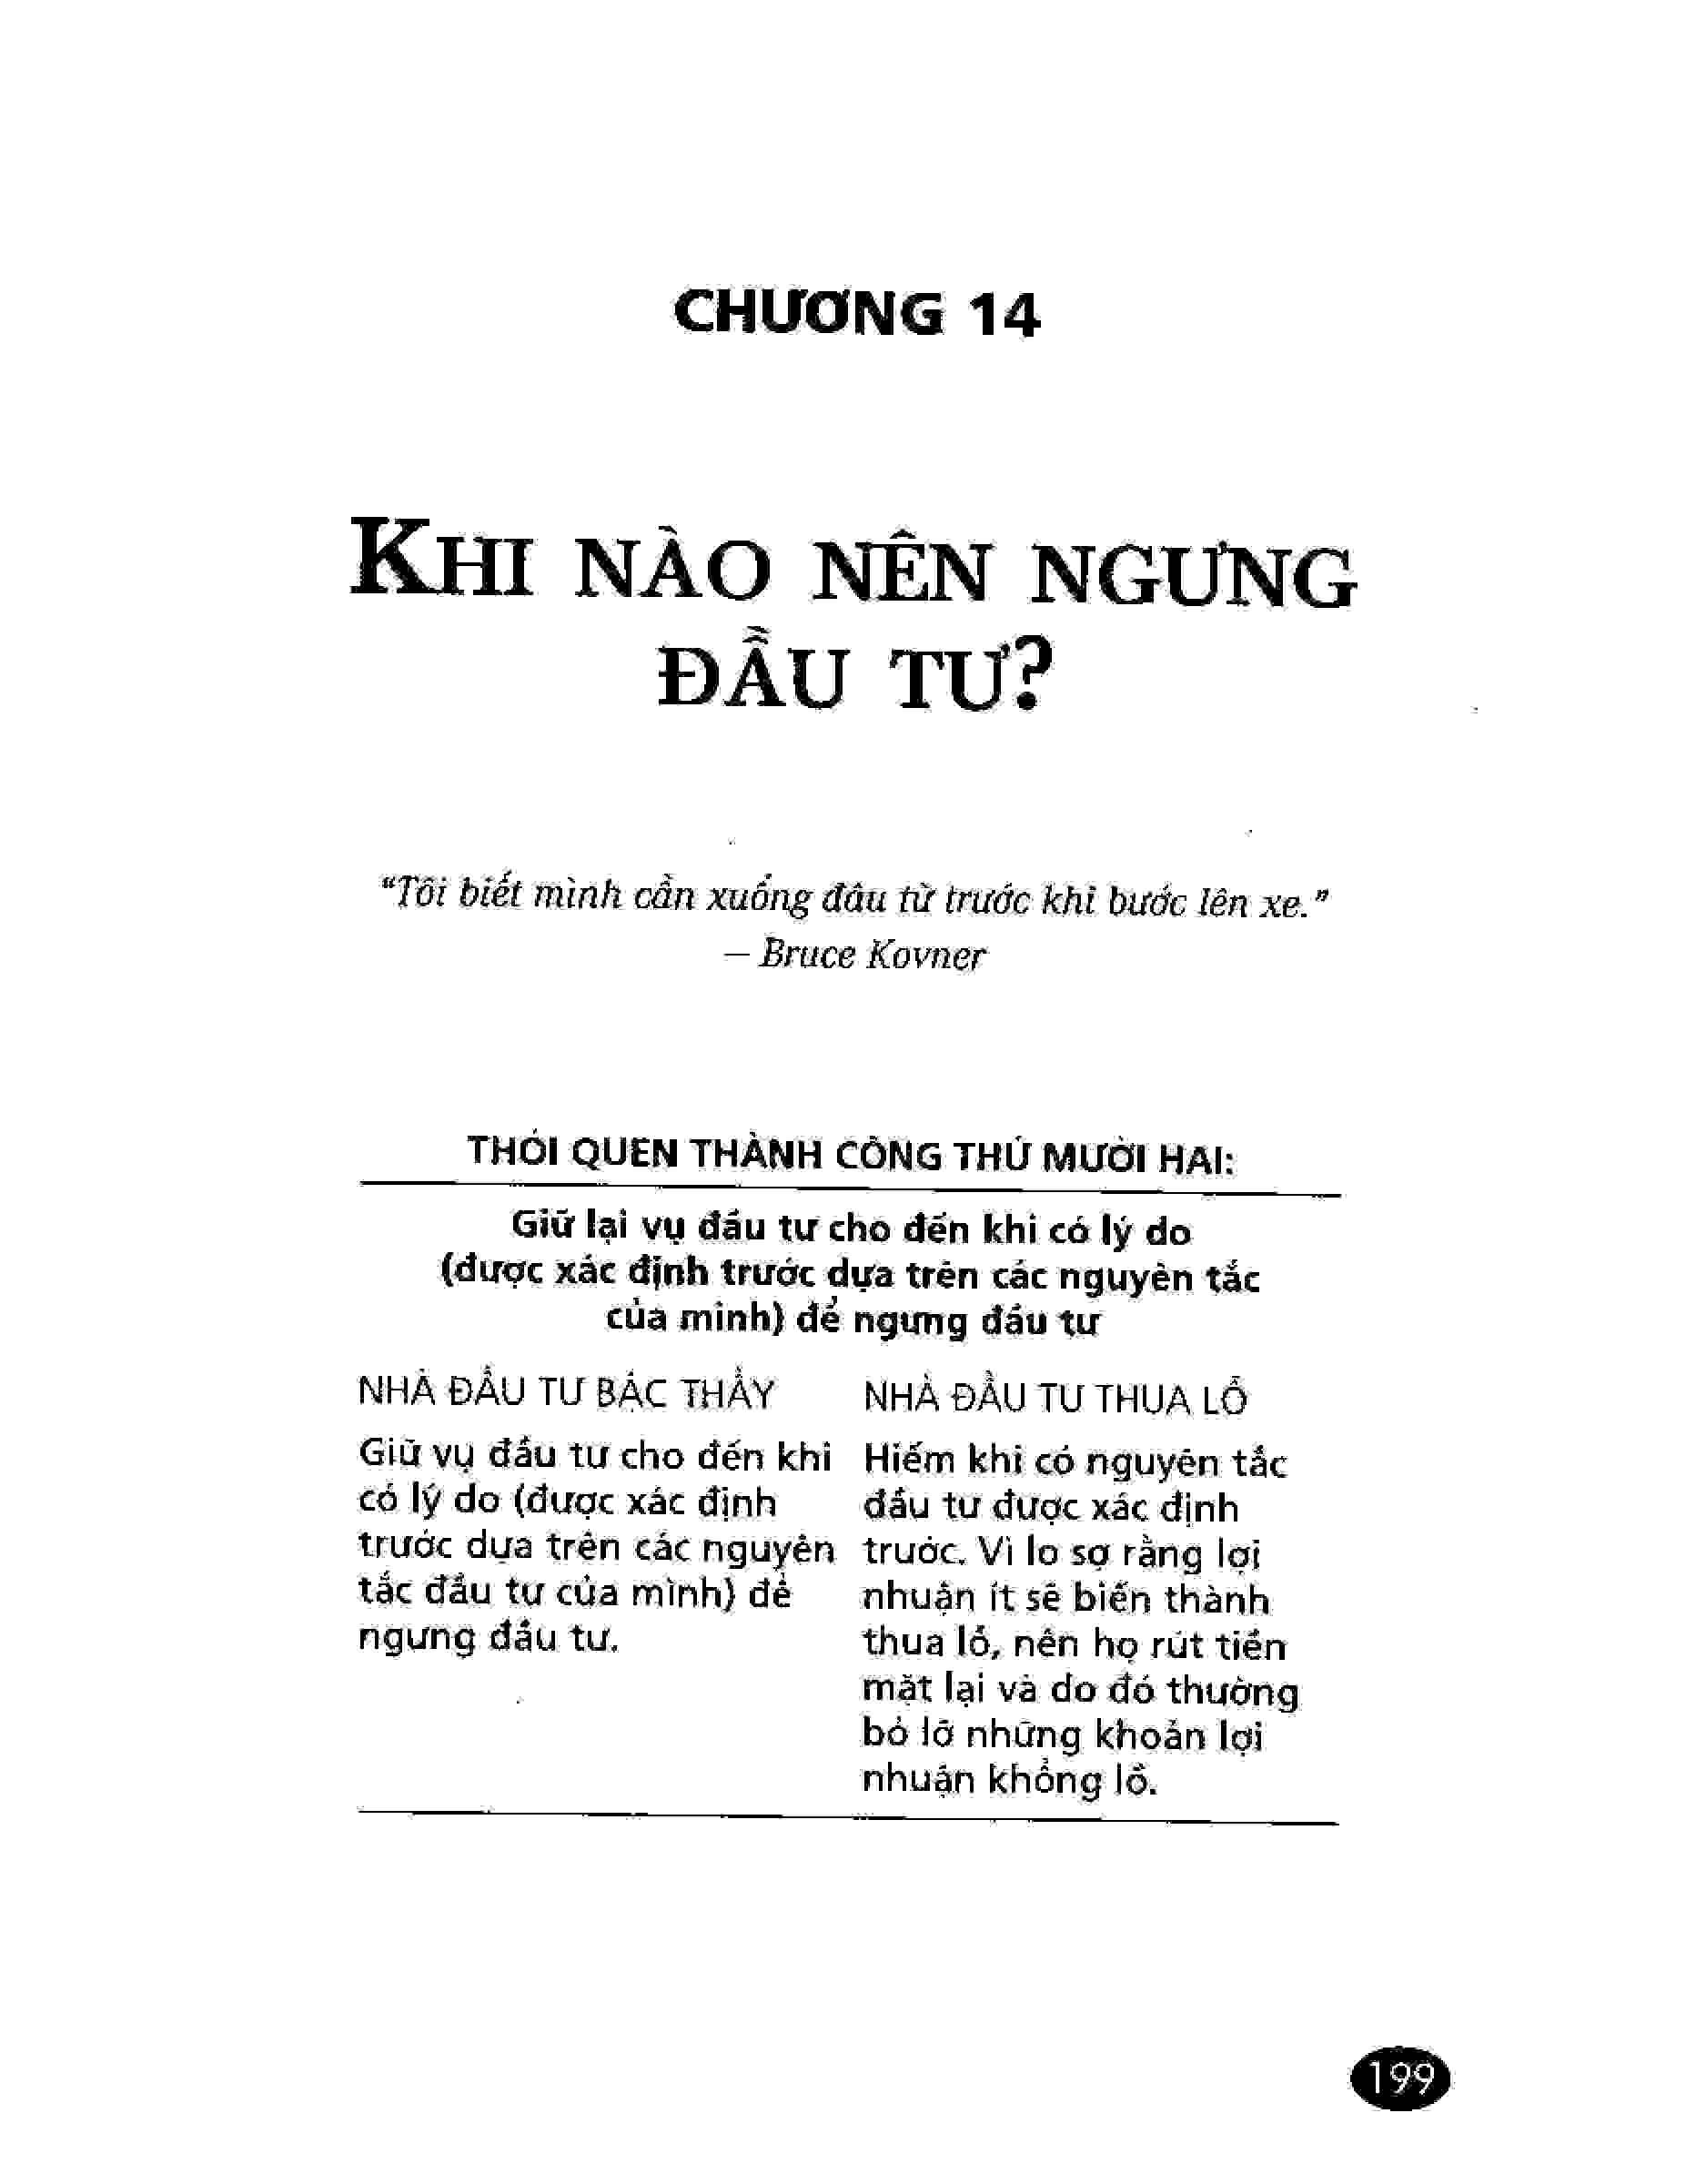 CHƯƠNG 14
KHI NÀO NÊN NGƯNG
ĐẦU TƯ?
“Tôi biết mình cần xuống đâu từ trước khi bước lên xe.”
– Bruce Kovner
THÓI QUEN THÀNH CÔNG THỨ MƯỜI HAI:
Giữ lại vụ đầu tư cho đến khi có lý do
(được xác định trước dựa trên các nguyên tắc
của mình) để ngưng đầu tư
NHÀ ĐẦU TƯ BẬC THẦY
Giữ vụ đầu tư cho đến khi
có lý do (được xác định
trước dựa trên các nguyên
tắc đầu tư của mình) để
ngưng đầu tư.
NHÀ ĐẦU TƯ THUA LỖ
Hiếm khi có nguyên tắc
đầu tư được xác định
trước. Vì lo sợ rằng lợi
nhuận ít sẽ biến thành
thua lỗ, nên họ rút tiền
mặt lại và do đó thường
bỏ lỡ những khoản lợi
nhuận khổng lồ.
199